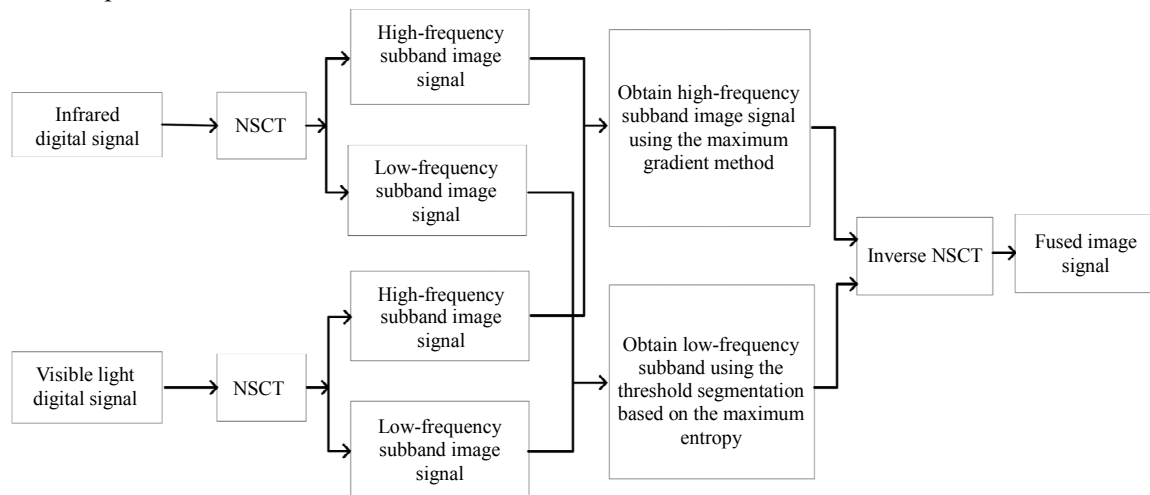 High-frequency
subband image
signal
Infrared
digital signal
NSCT
Low-frequency
subband image
signal
Obtain high-frequency
subband image signal
using the maximum
gradient method
High-frequency
subband image
signal
Visible light
digital signal
NSCT
Low-frequency
subband image
signal
Obtain low-frequency
subband using the
threshold segmentation
based on the maximum
entropy
Inverse NSCT
Fused image
signal